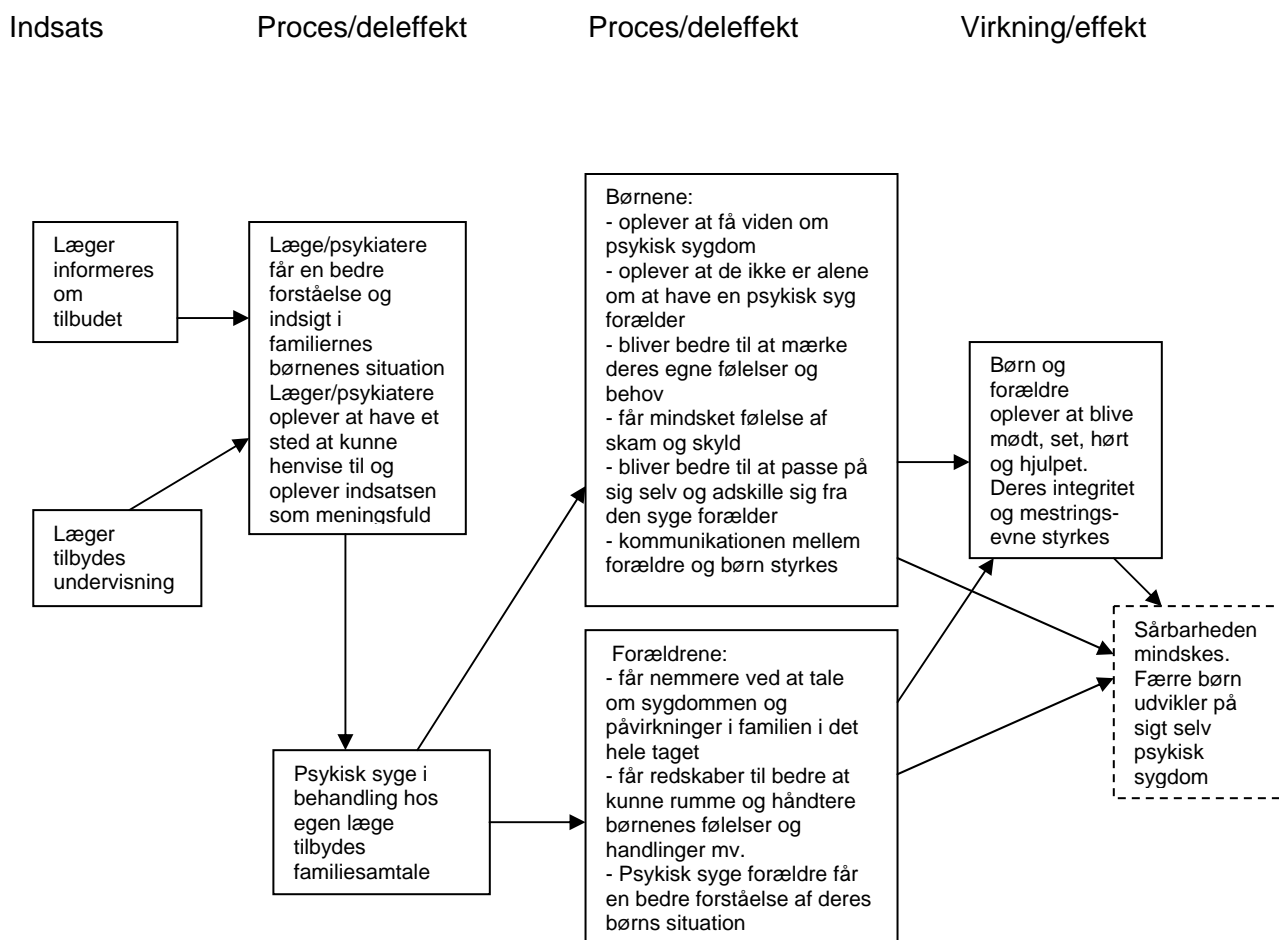 Indsats Proces/deleffekt Proces/deleffekt Virkning/effekt
Læger
informeres
om
tilbudet
Læger
tilbydes
undervisning
Læge/psykiatere
får en bedre
forståelse og
indsigt i
familiernes
børnenes situation
Læger/psykiatere
oplever at have et
sted at kunne
henvise til og
oplever indsatsen
som meningsfuld
Psykisk syge i
behandling hos
egen læge
tilbydes
familiesamtale
Børnene:
- oplever at få viden om
psykisk sygdom
- oplever at de ikke er alene
om at have en psykisk syg
forælder
- bliver bedre til at mærke
deres egne følelser og
behov
- får mindsket følelse af
skam og skyld
- bliver bedre til at passe på
sig selv og adskille sig fra
den syge forælder
- kommunikationen mellem
forældre og børn styrkes
Forældrene:
- får nemmere ved at tale
om sygdommen og
påvirkninger i familien i det
hele taget
- får redskaber til bedre at
kunne rumme og håndtere
børnenes følelser og
handlinger mv.
- Psykisk syge forældre får
en bedre forståelse af deres
børns situation
Børn og
forældre
oplever at blive
mødt, set, hørt
og hjulpet.
Deres integritet
og mestrings-
evne styrkes
Sårbarheden
mindskes.
Færre børn
udvikler på
sigt selv
psykisk
sygdom